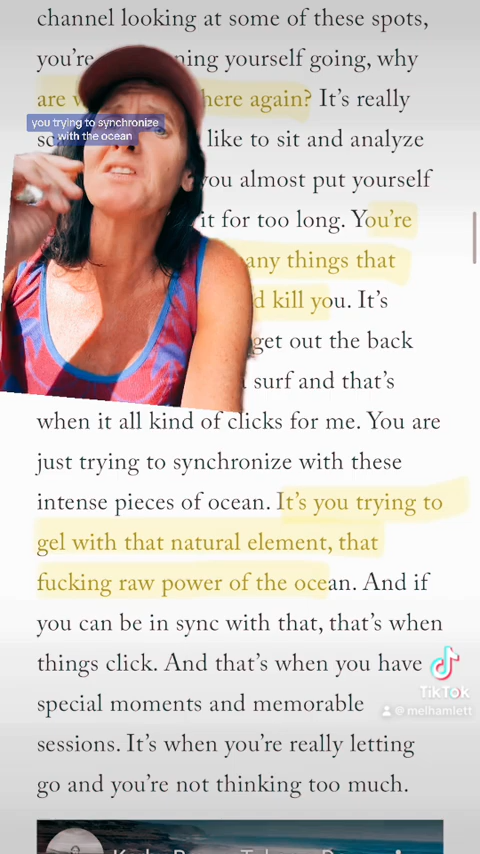 channel looking at some of these spots,
you're ning yourself going, why
are here again? It's really
like to sit and analyze
you almost put yourself
it for too long. You're
any things that
kill you. It's
get out the back
surf and that's
when it all kind of clicks for me. You are
just trying to synchronize with these
intense pieces of ocean. It's you trying to
gel with that natural element, that
fucking raw power of the ocean. And if
you can be in sync with that, that's when
things click. And that's when you have
special moments and memorable
sessions. It's when you're really letting
go and you're not thinking too much.
you trying to synchronize
with the ocean
TikTok
@melhamlett